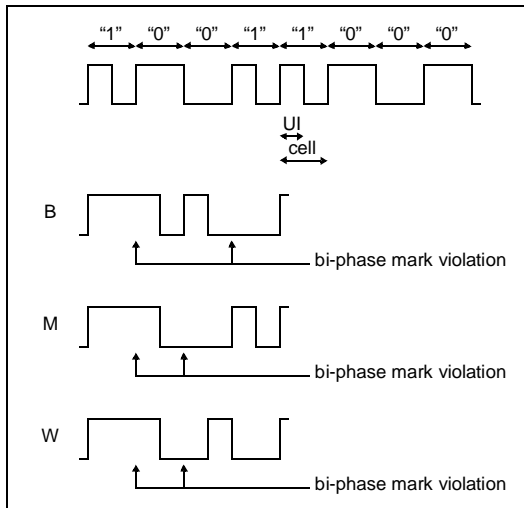 “1” “0” “0” “1” “1” “0” “0” “0”
UI
cell
B
bi-phase mark violation
M
bi-phase mark violation
W
bi-phase mark violation